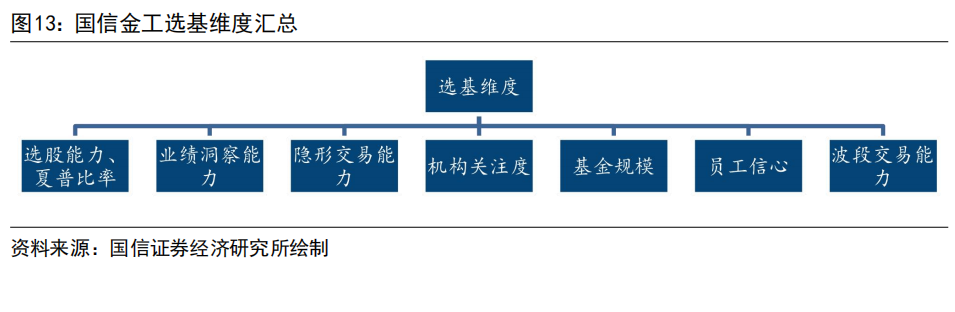 图13：国信金工选基维度汇总
选基维度
选股能力、
夏普比率
业绩洞察能
力
隐形交易能
力
机构关注度
基金规模
员工信心
波段交易能
力
资料来源：国信证券经济研究所绘制